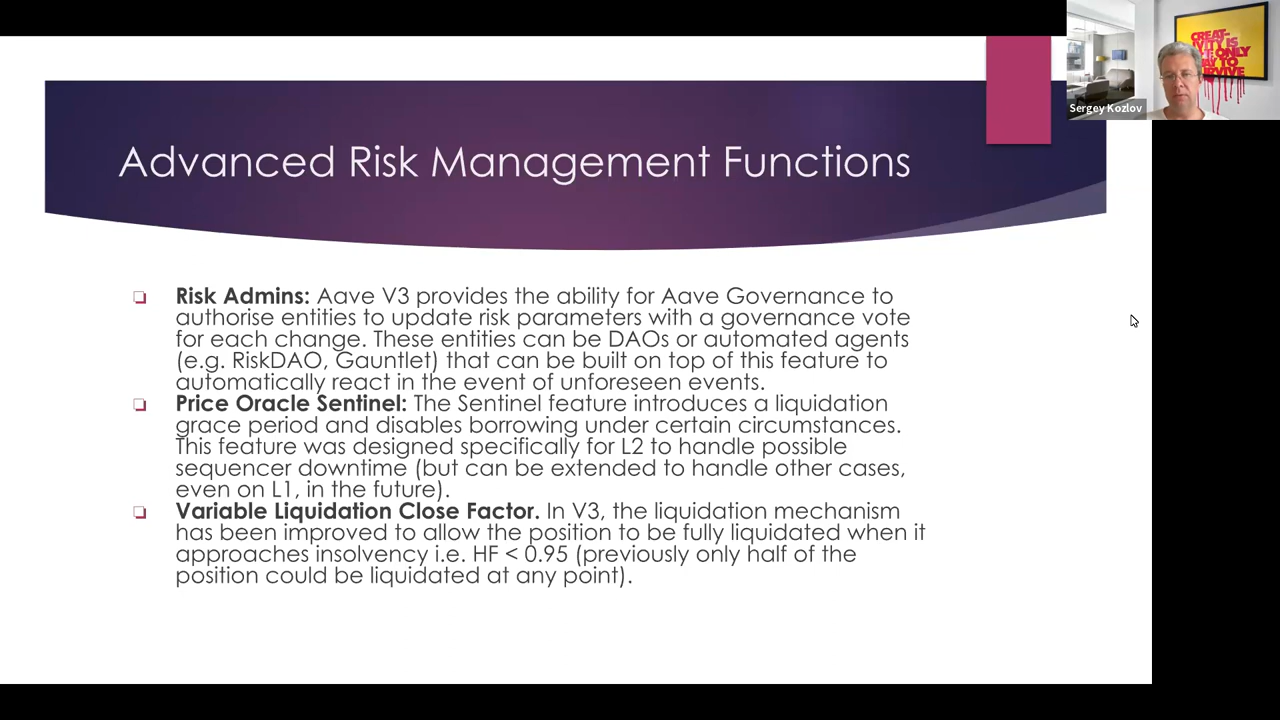 CREAT-
IVITY IS
ONLY
WAY TO
SURVIVE
Sergey Kozlov
Advanced Risk Management Functions
Risk Admins: Aave V3 provides the ability for Aave Governance to
authorise entities to update risk parameters with a governance vote
for each change. These entities can be DAOs or automated agents
(e.g. RiskDAO, Gauntlet) that can be built on top of this feature to
automatically react in the event of unforeseen events.
Price Oracle Sentinel: The Sentinel feature introduces a liquidation
grace period and disables borrowing under certain circumstances.
This feature was designed specifically for L2 to handle possible
sequencer downtime (but can be extended to handle other cases,
even on L1, in the future).
Variable Liquidation Close Factor. In V3, the liquidation mechanism
has been improved to allow the position to be fully liquidated when it
approaches insolvency i.e. HF < 0.95 (previously only half of the
position could be liquidated at any point).